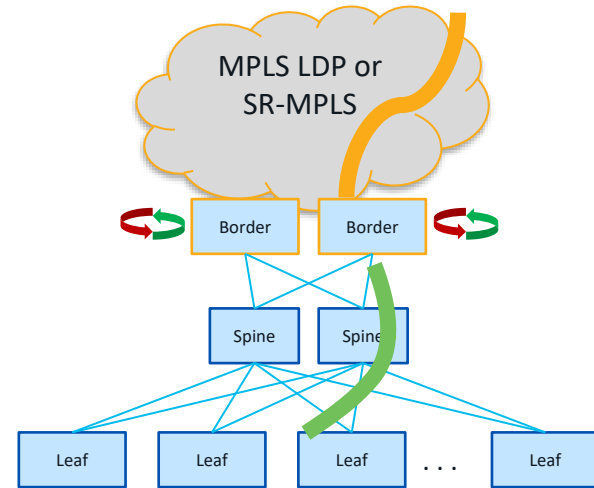 MPLS LDP or
SR-MPLS
Border
Border
Spine
Spine
Leaf
Leaf
Leaf
. . .
Leaf